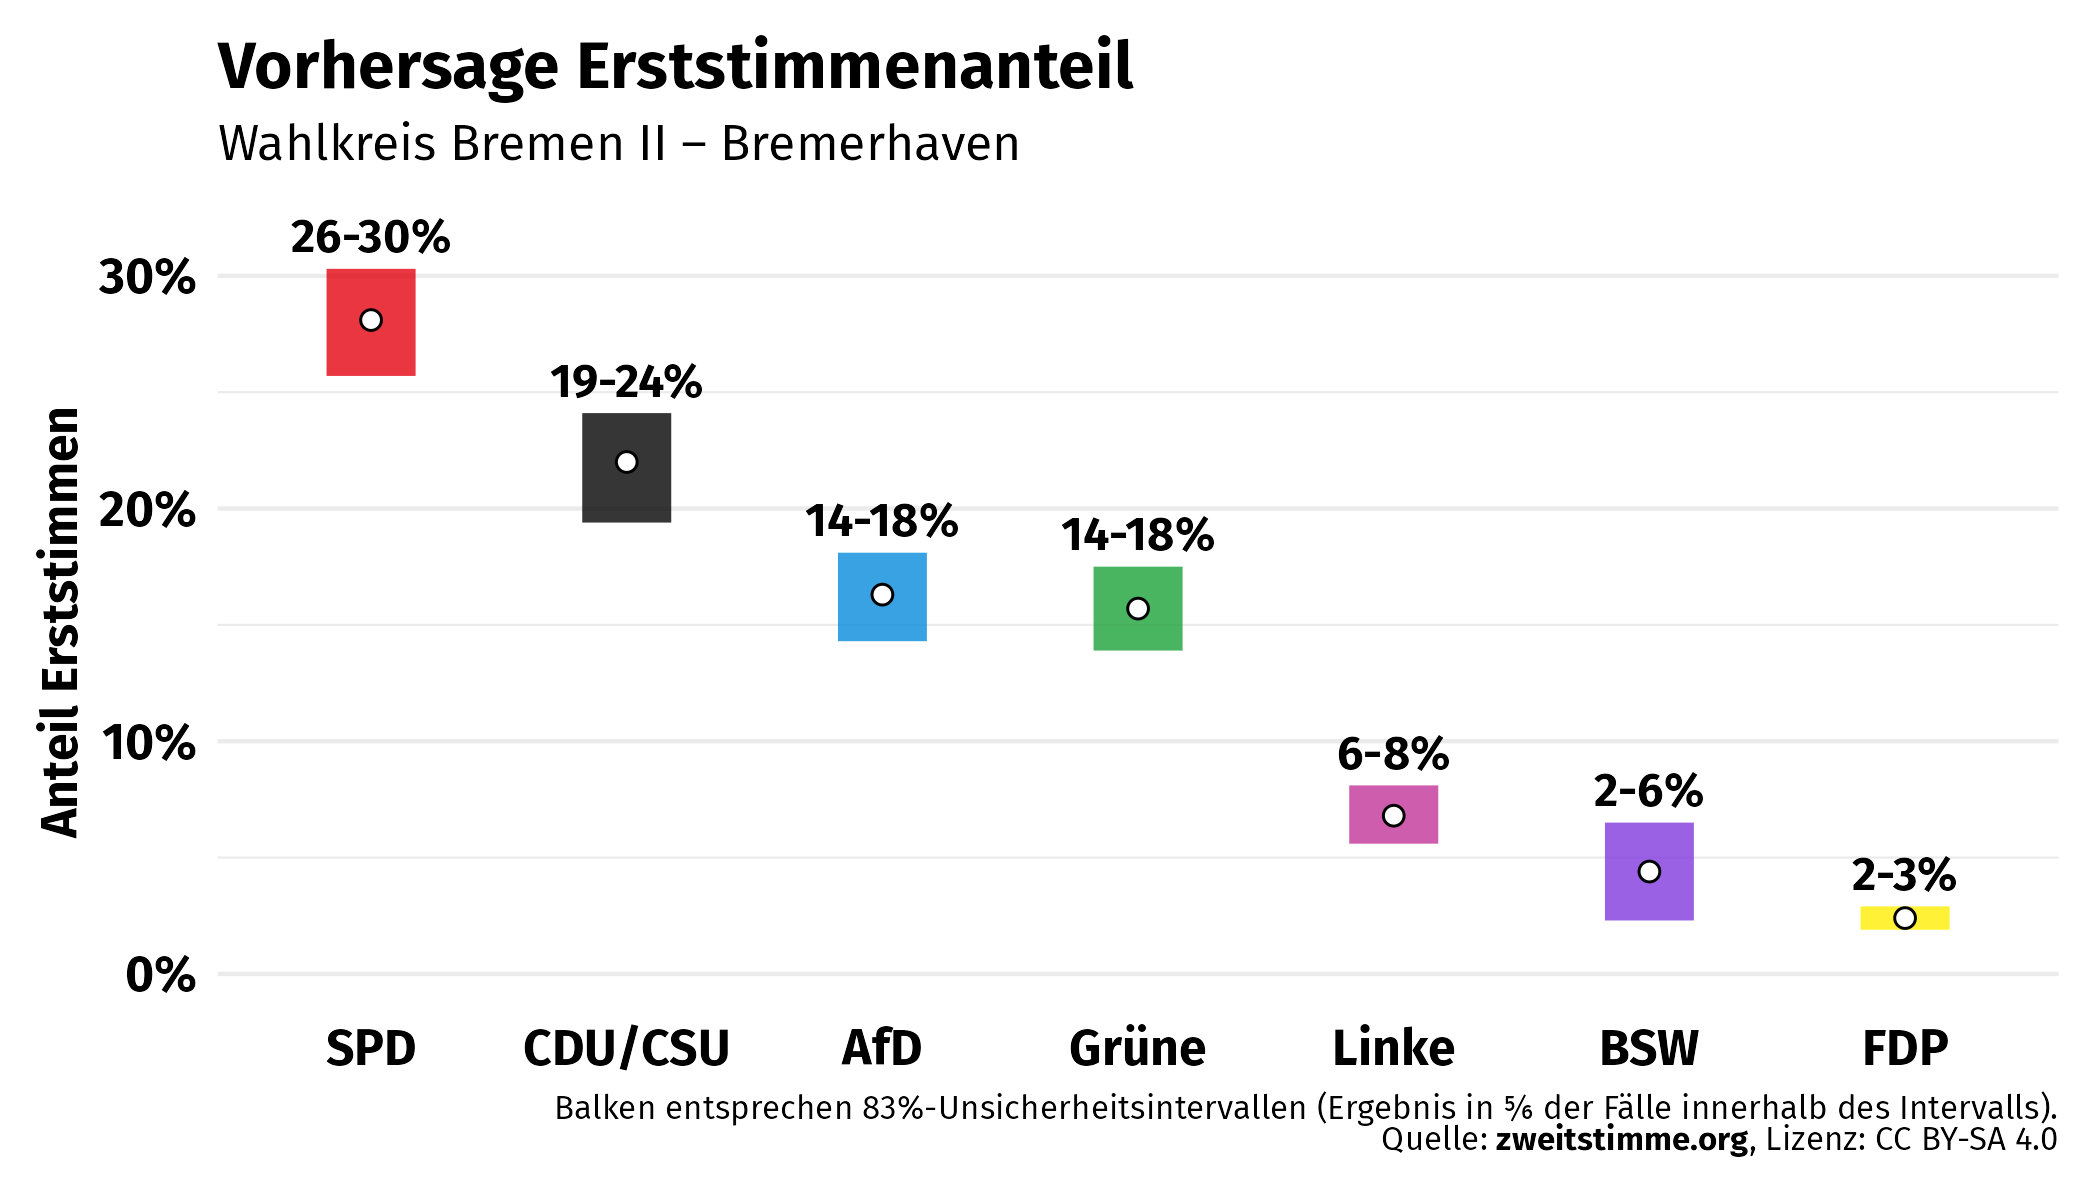 Vorhersage Erststimmenanteil
Wahlkreis Bremen II – Bremerhaven
Anteil Erststimmen
30%
20%
10%
0%
26-30%
19-24%
14-18%
14-18%
6-8%
2-6%
2-3%
SPD
CDU/CSU
AfD
Grüne
Linke
BSW
FDP
Balken entsprechen 83%-Unsicherheitsintervallen (Ergebnis in ⅚ der Fälle innerhalb des Intervalls).
Quelle: zweitstimme.org, Lizenz: CC BY-SA 4.0